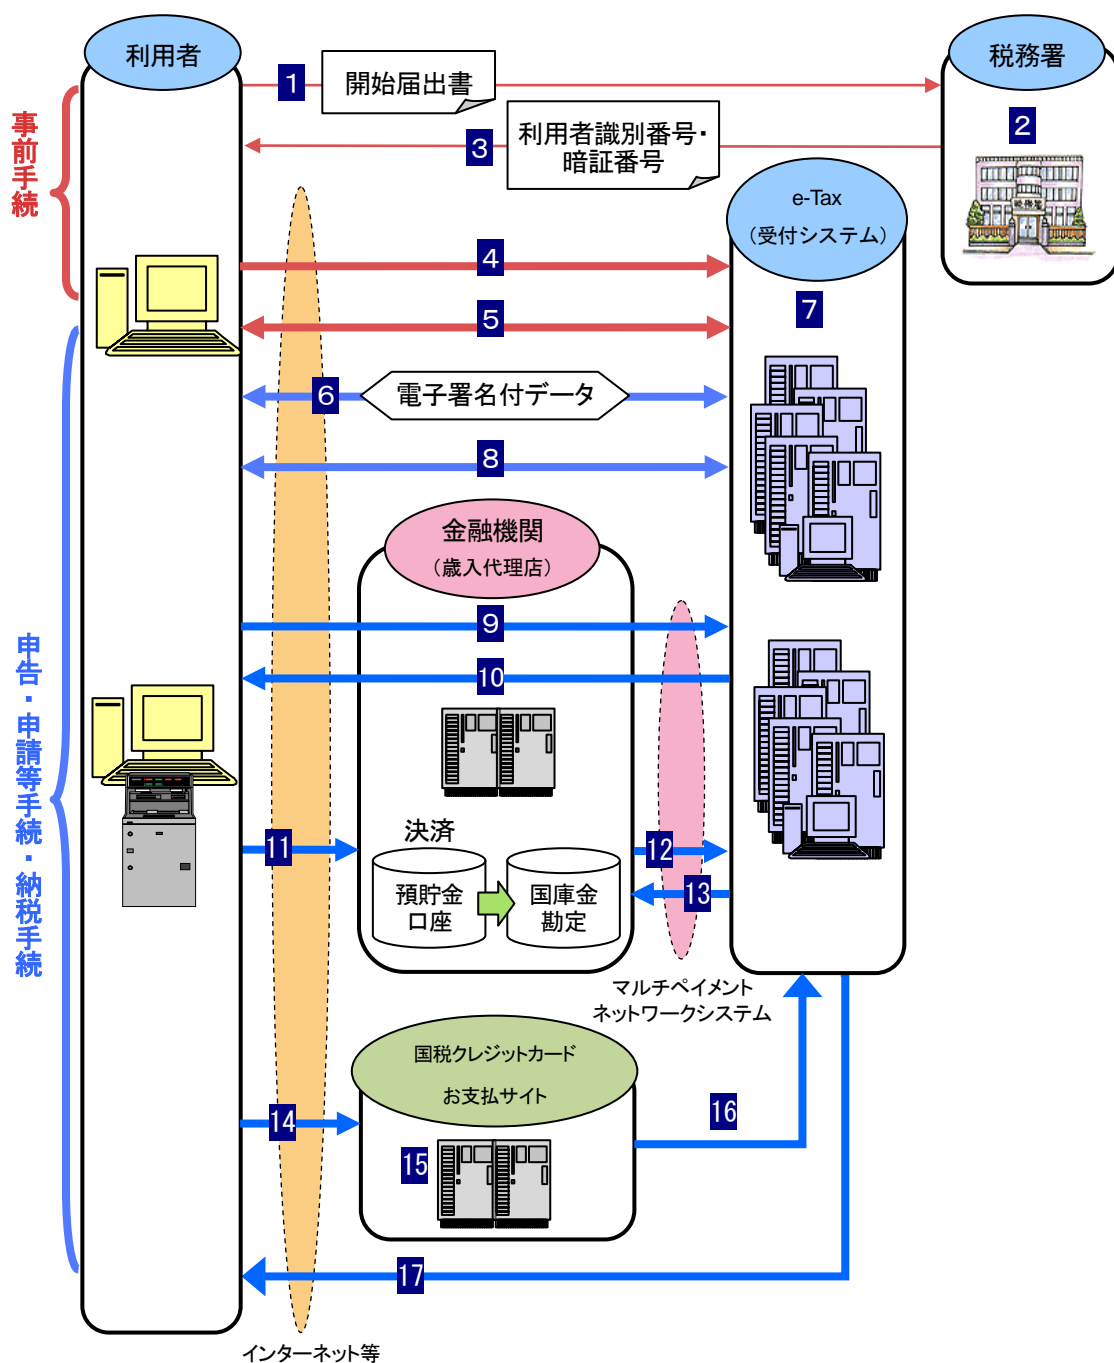 利用者
税務署
1
開始届出書
2
3
利用者識別番号・
暗証番号
税務署
事前手続
e-Tax
（受付システム）
4
5
7
6
電子署名付データ
8
金融機関
（歳入代理店）
9
10
申告・申請等手続・納税手続
決済
11
12
預貯金
口座
国庫金
勘定
13
マルチペイメント
ネットワークシステム
国税クレジットカード
お支払サイト
14
15
16
17
インターネット等